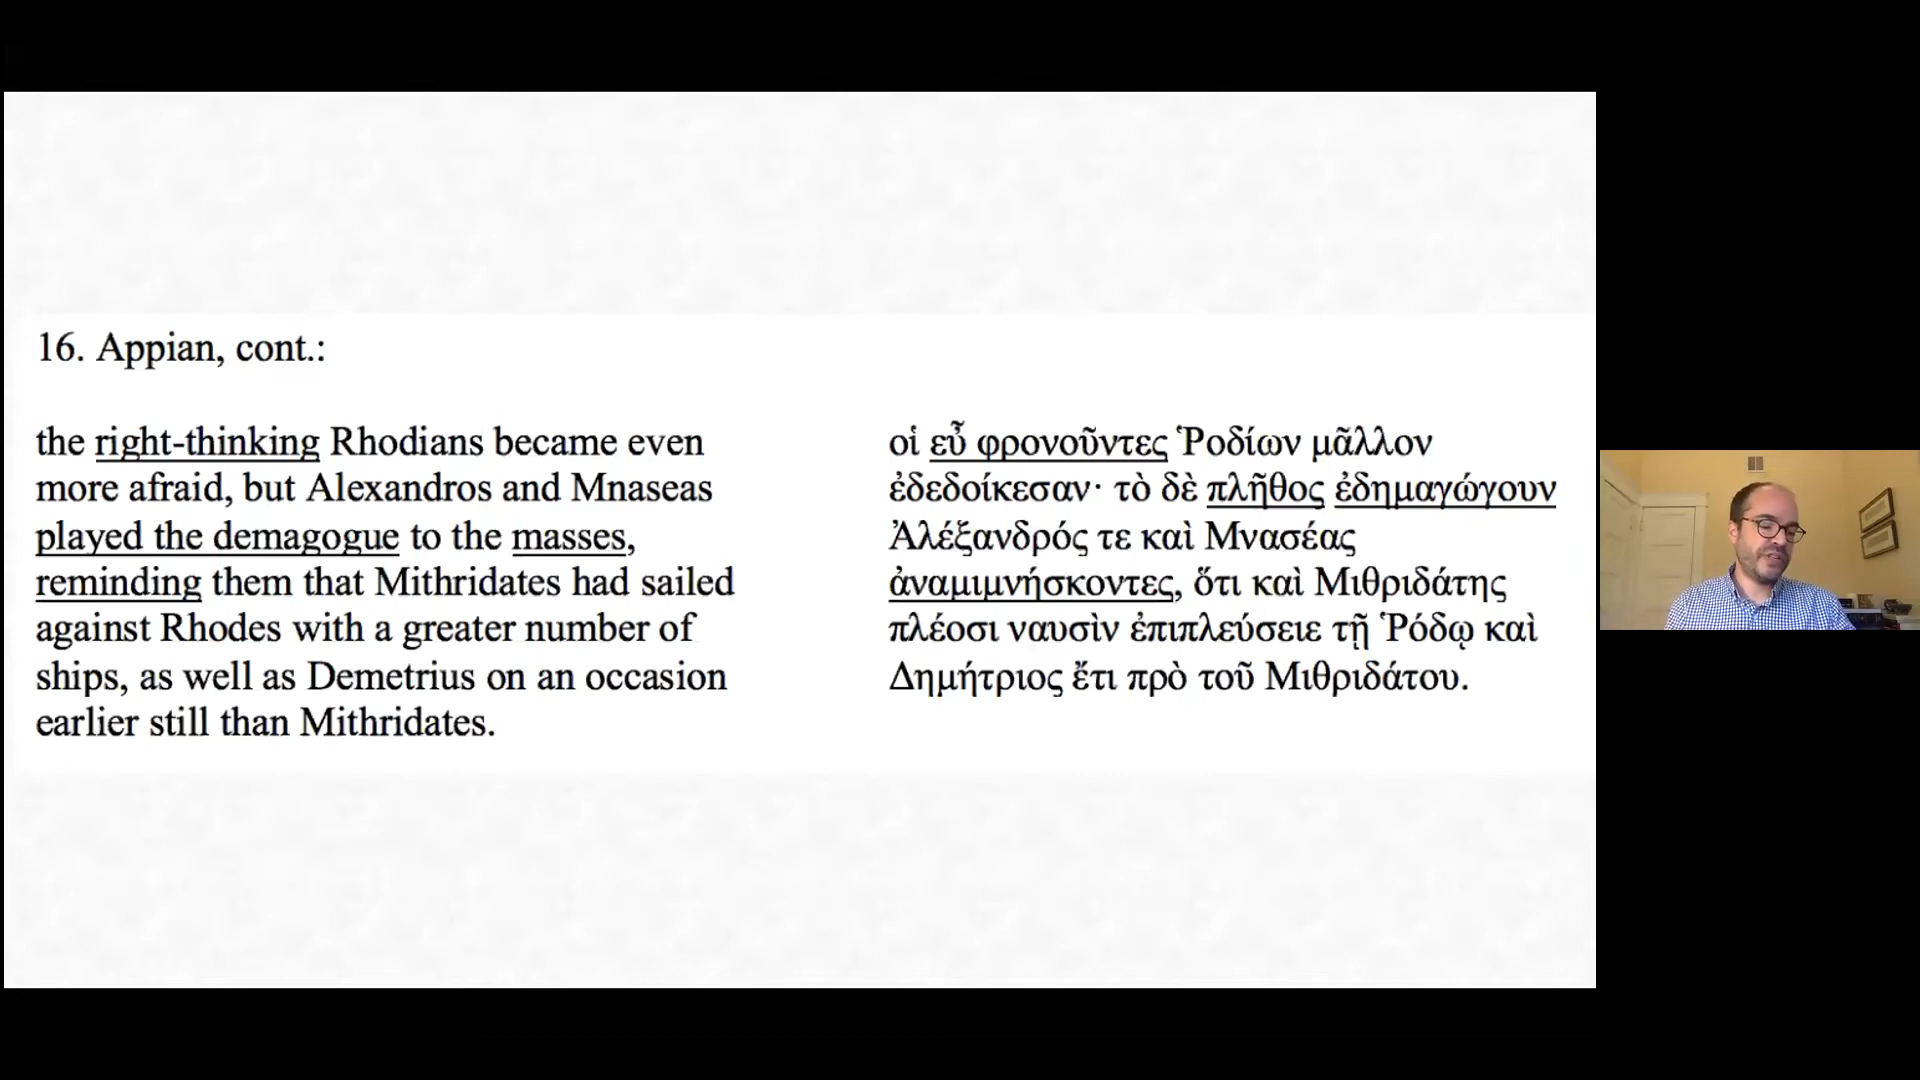 16. Appian, cont.:
the right-thinking Rhodians became even
more afraid, but Alexandros and Mnaseas
played the demagogue to the masses,
reminding them that Mithridates had sailed
against Rhodes with a greater number of
ships, as well as Demetrius on an occasion
earlier still than Mithridates.
οἱ εὖ φρονοῦντες Ῥοδίων μᾶλλον
ἐδεδοίκεσαν· τὸ δὲ πλῆθος ἐδημαγώγουν
Ἀλέξανδρός τε καὶ Μνασέας
ἀναμιμνήσκοντες, ὅτι καὶ Μιθριδάτης
πλέοσι ναυσὶν ἐπιπλεύσειε τῇ Ῥόδῳ καὶ
Δημήτριος ἔτι πρὸ τοῦ Μιθριδάτου.